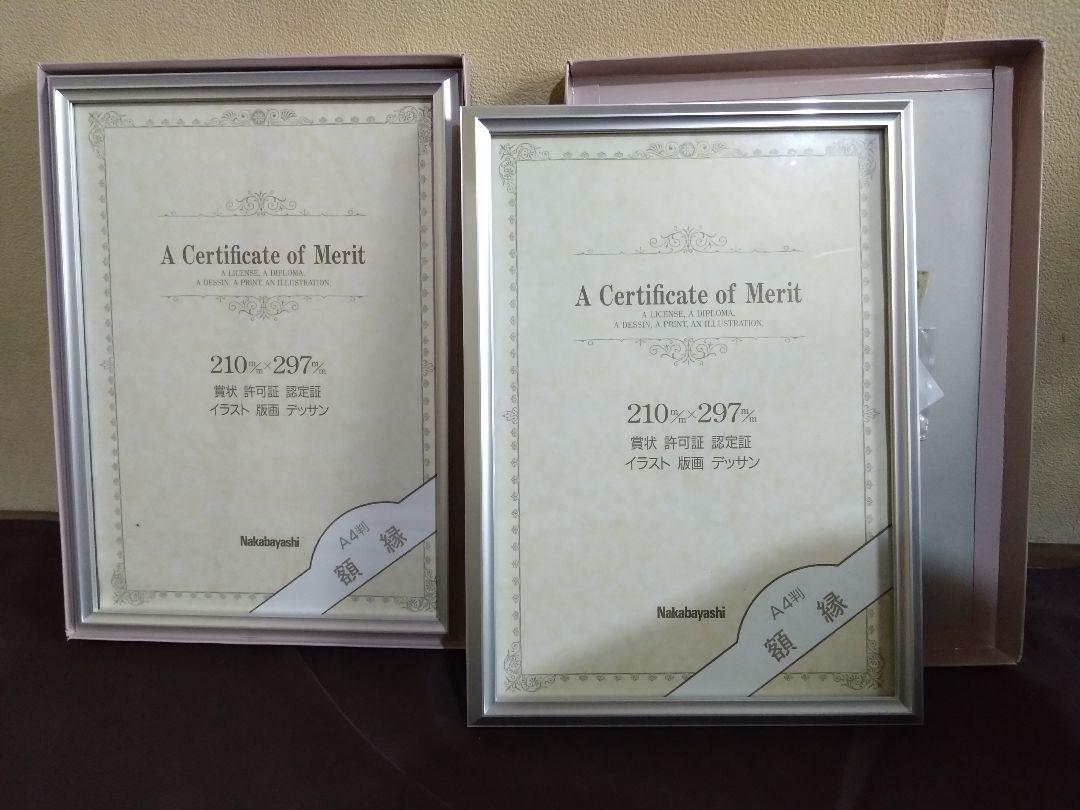 A Certificate of Merit
A LICENSE, A DIPLOMA,
A DESSIN, A PRINT, AN ILLUSTRATION.
210m/m×297m/m
賞状 許可証 認定証
イラスト 版画 デッサン
Nakabayashi
A4判
額縁
A Certificate of Merit
A LICENSE, A DIPLOMA,
A DESSIN, A PRINT, AN ILLUSTRATION.
210m/m×297m/m
賞状 許可証 認定証
イラスト 版画 デッサン
Nakabayashi
A4判
額縁